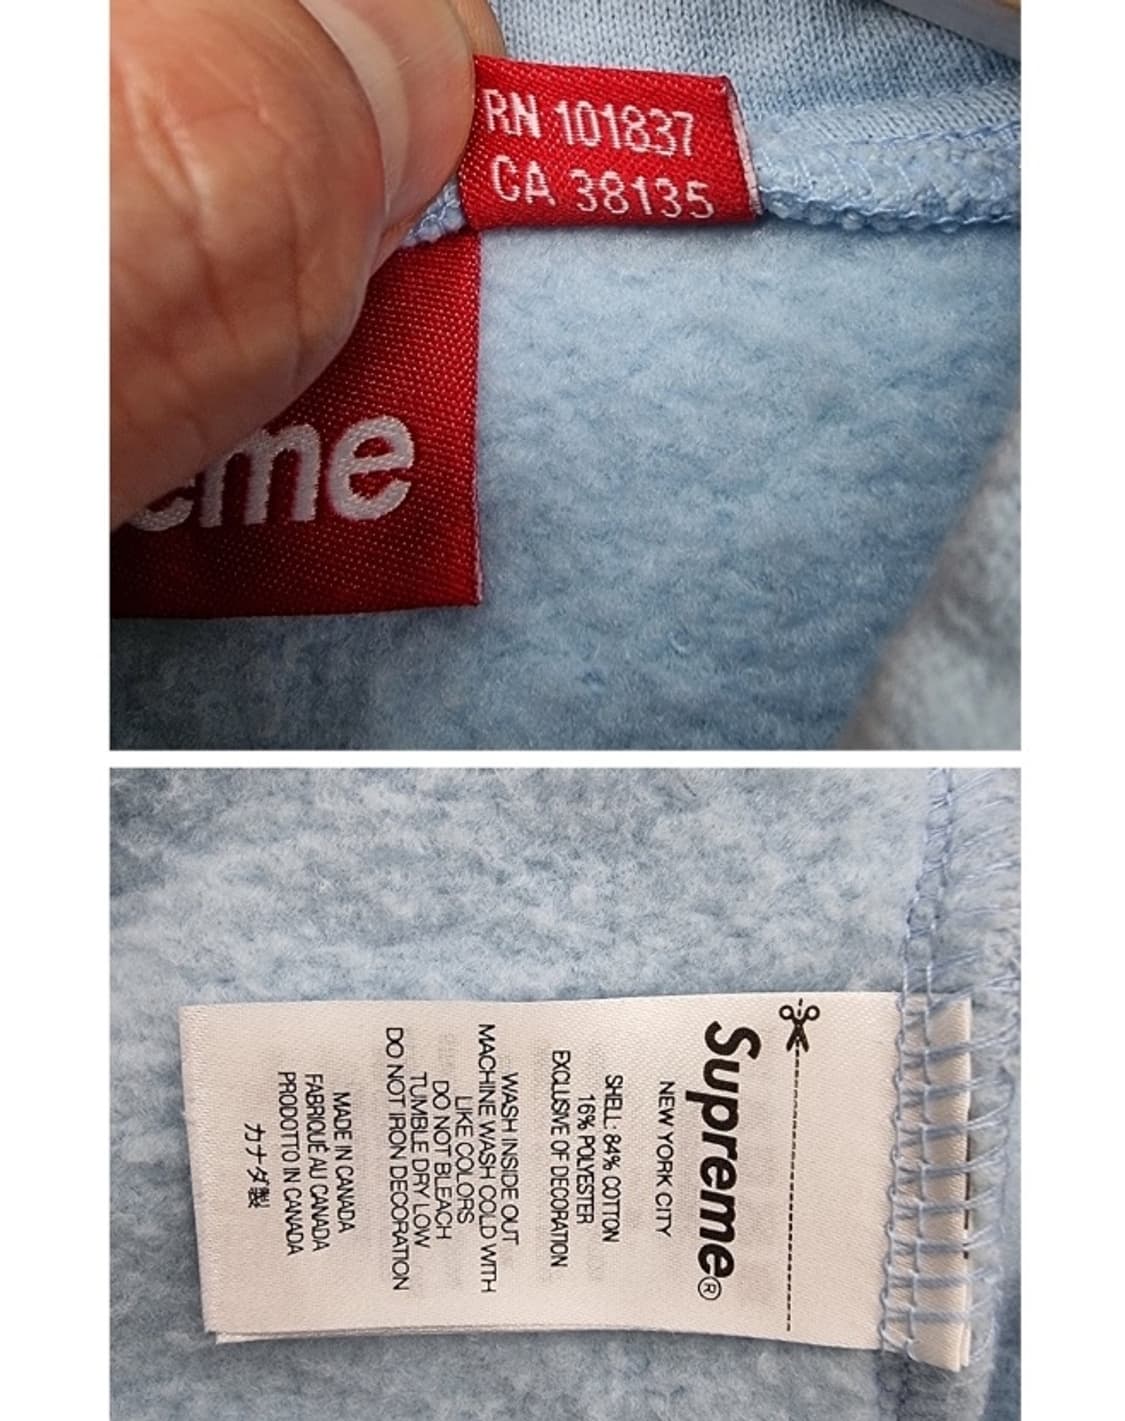 RN 101837
CA 38135
eme
Supreme®
NEW YORK CITY
SHELL: 84% COTTON
16% POLYESTER
EXCLUSIVE OF DECORATION
WASH INSIDE OUT
MACHINE WASH COLD WITH
LIKE COLORS
DO NOT BLEACH
TUMBLE DRY LOW
DO NOT IRON DECORATION
MADE IN CANADA
FABRIQUÉ AU CANADA
PRODOTTO IN CANADA
カナダ製